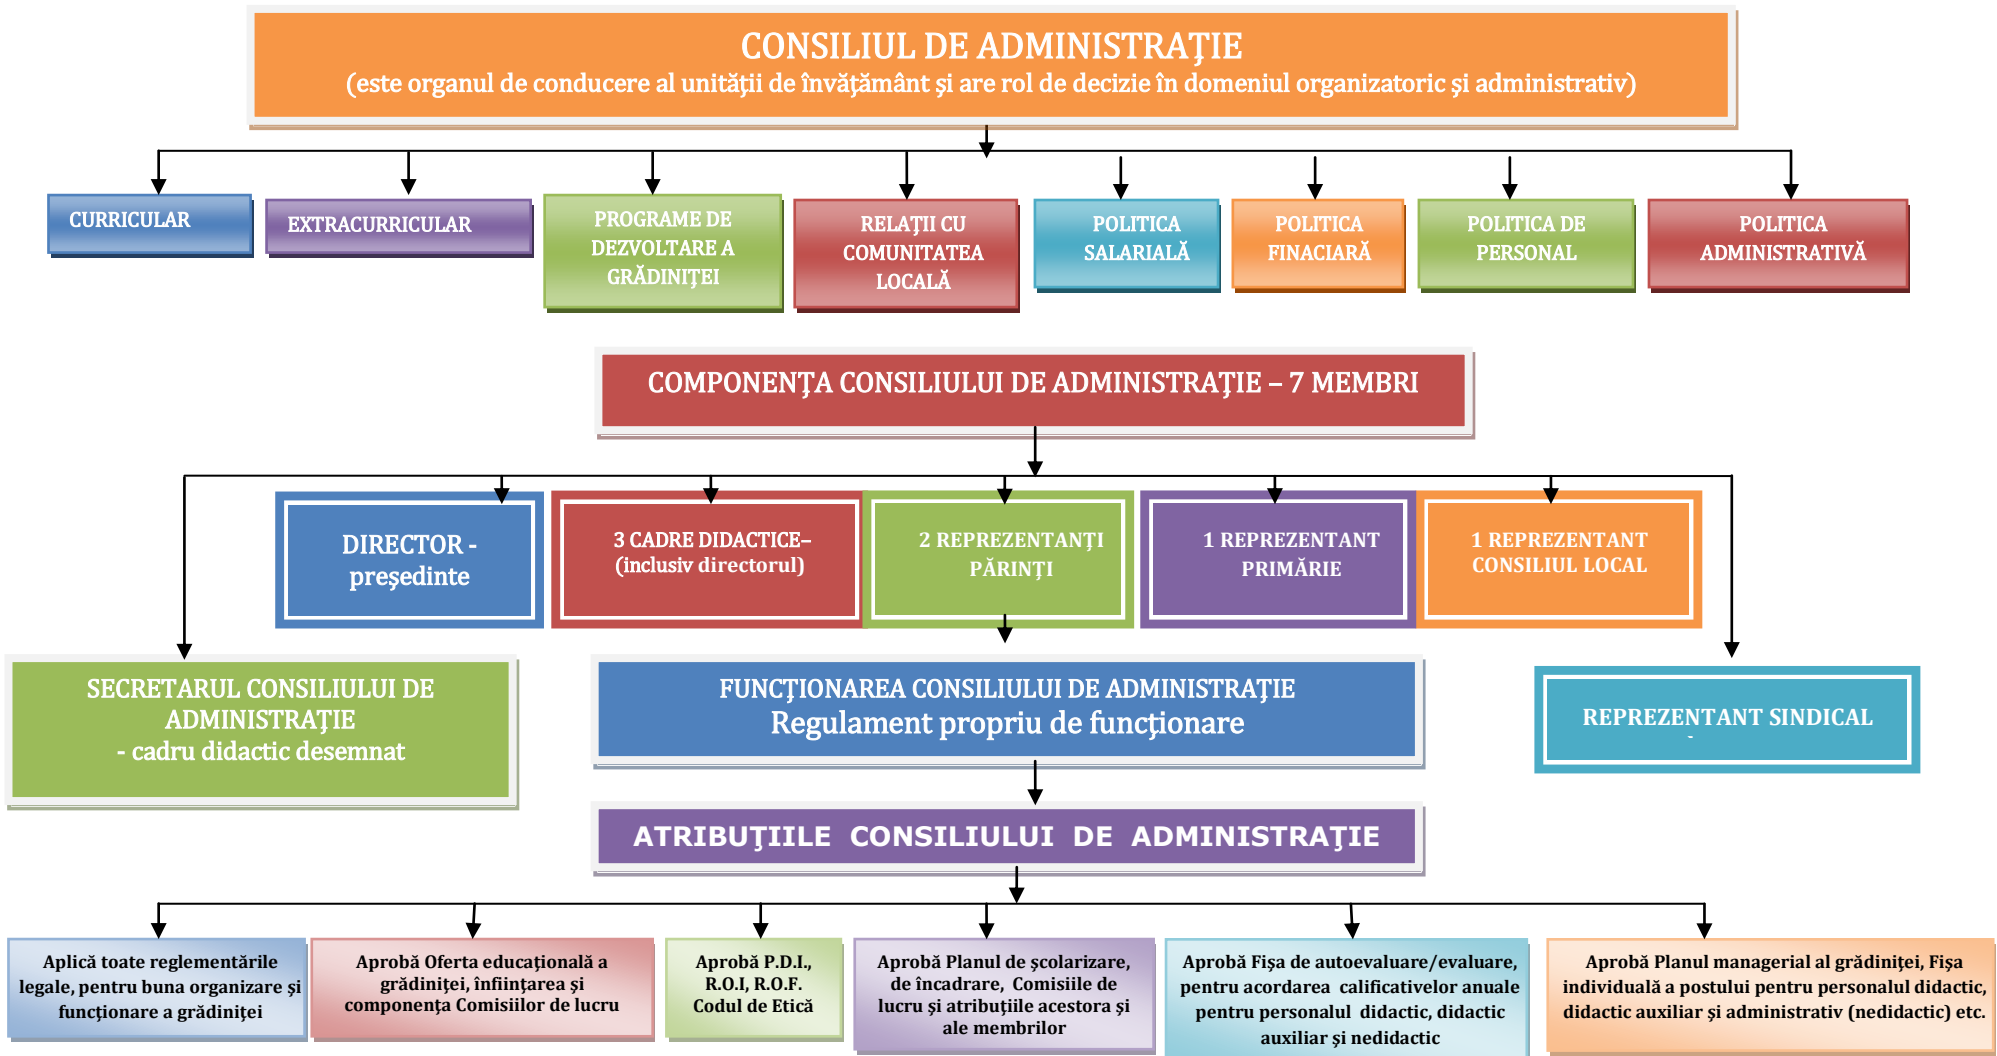 CONSILIUL DE ADMINISTRAŢIE
(este organul de conducere al unităţii de învăţământ şi are rol de decizie în domeniul organizatoric şi administrativ)
CURRICULAR
EXTRACURRICULAR
PROGRAME DE
DEZVOLTARE A
GRĂDINIŢEI
RELAŢII CU
COMUNITATEA
LOCALĂ
POLITICA
SALARIALĂ
POLITICA
FINACIARĂ
POLITICA DE
PERSONAL
POLITICA
ADMINISTRATIVĂ
COMPONENŢA CONSILIULUI DE ADMINISTRAŢIE – 7 MEMBRI
DIRECTOR -
preşedinte
3 CADRE DIDACTICE–
(inclusiv directorul)
2 REPREZENTANŢI
PĂRINŢI
1 REPREZENTANT
PRIMĂRIE
1 REPREZENTANT
CONSILIUL LOCAL
SECRETARUL CONSILIULUI DE
ADMINISTRAŢIE
- cadru didactic desemnat
FUNCŢIONAREA CONSILIULUI DE ADMINISTRAŢIE
Regulament propriu de funcţionare
REPREZENTANT SINDICAL
-
ATRIBUŢIILE CONSILIULUI DE ADMINISTRAŢIE
Aplică toate reglementările
legale, pentru buna organizare şi
funcţionare a grădiniţei
Aprobă Oferta educaţională a
grădiniţei, înfiinţarea şi
componenţa Comisiilor de lucru
Aprobă P.D.I.,
R.O.I, R.O.F.
Codul de Etică
Aprobă Planul de şcolarizare,
de încadrare, Comisiile de
lucru şi atribuţiile acestora şi
ale membrilor
Aprobă Fişa de autoevaluare/evaluare,
pentru acordarea calificativelor anuale
pentru personalul didactic, didactic
auxiliar şi nedidactic
Aprobă Planul managerial al grădiniţei, Fişa
individuală a postului pentru personalul didactic,
didactic auxiliar şi administrativ (nedidactic) etc.